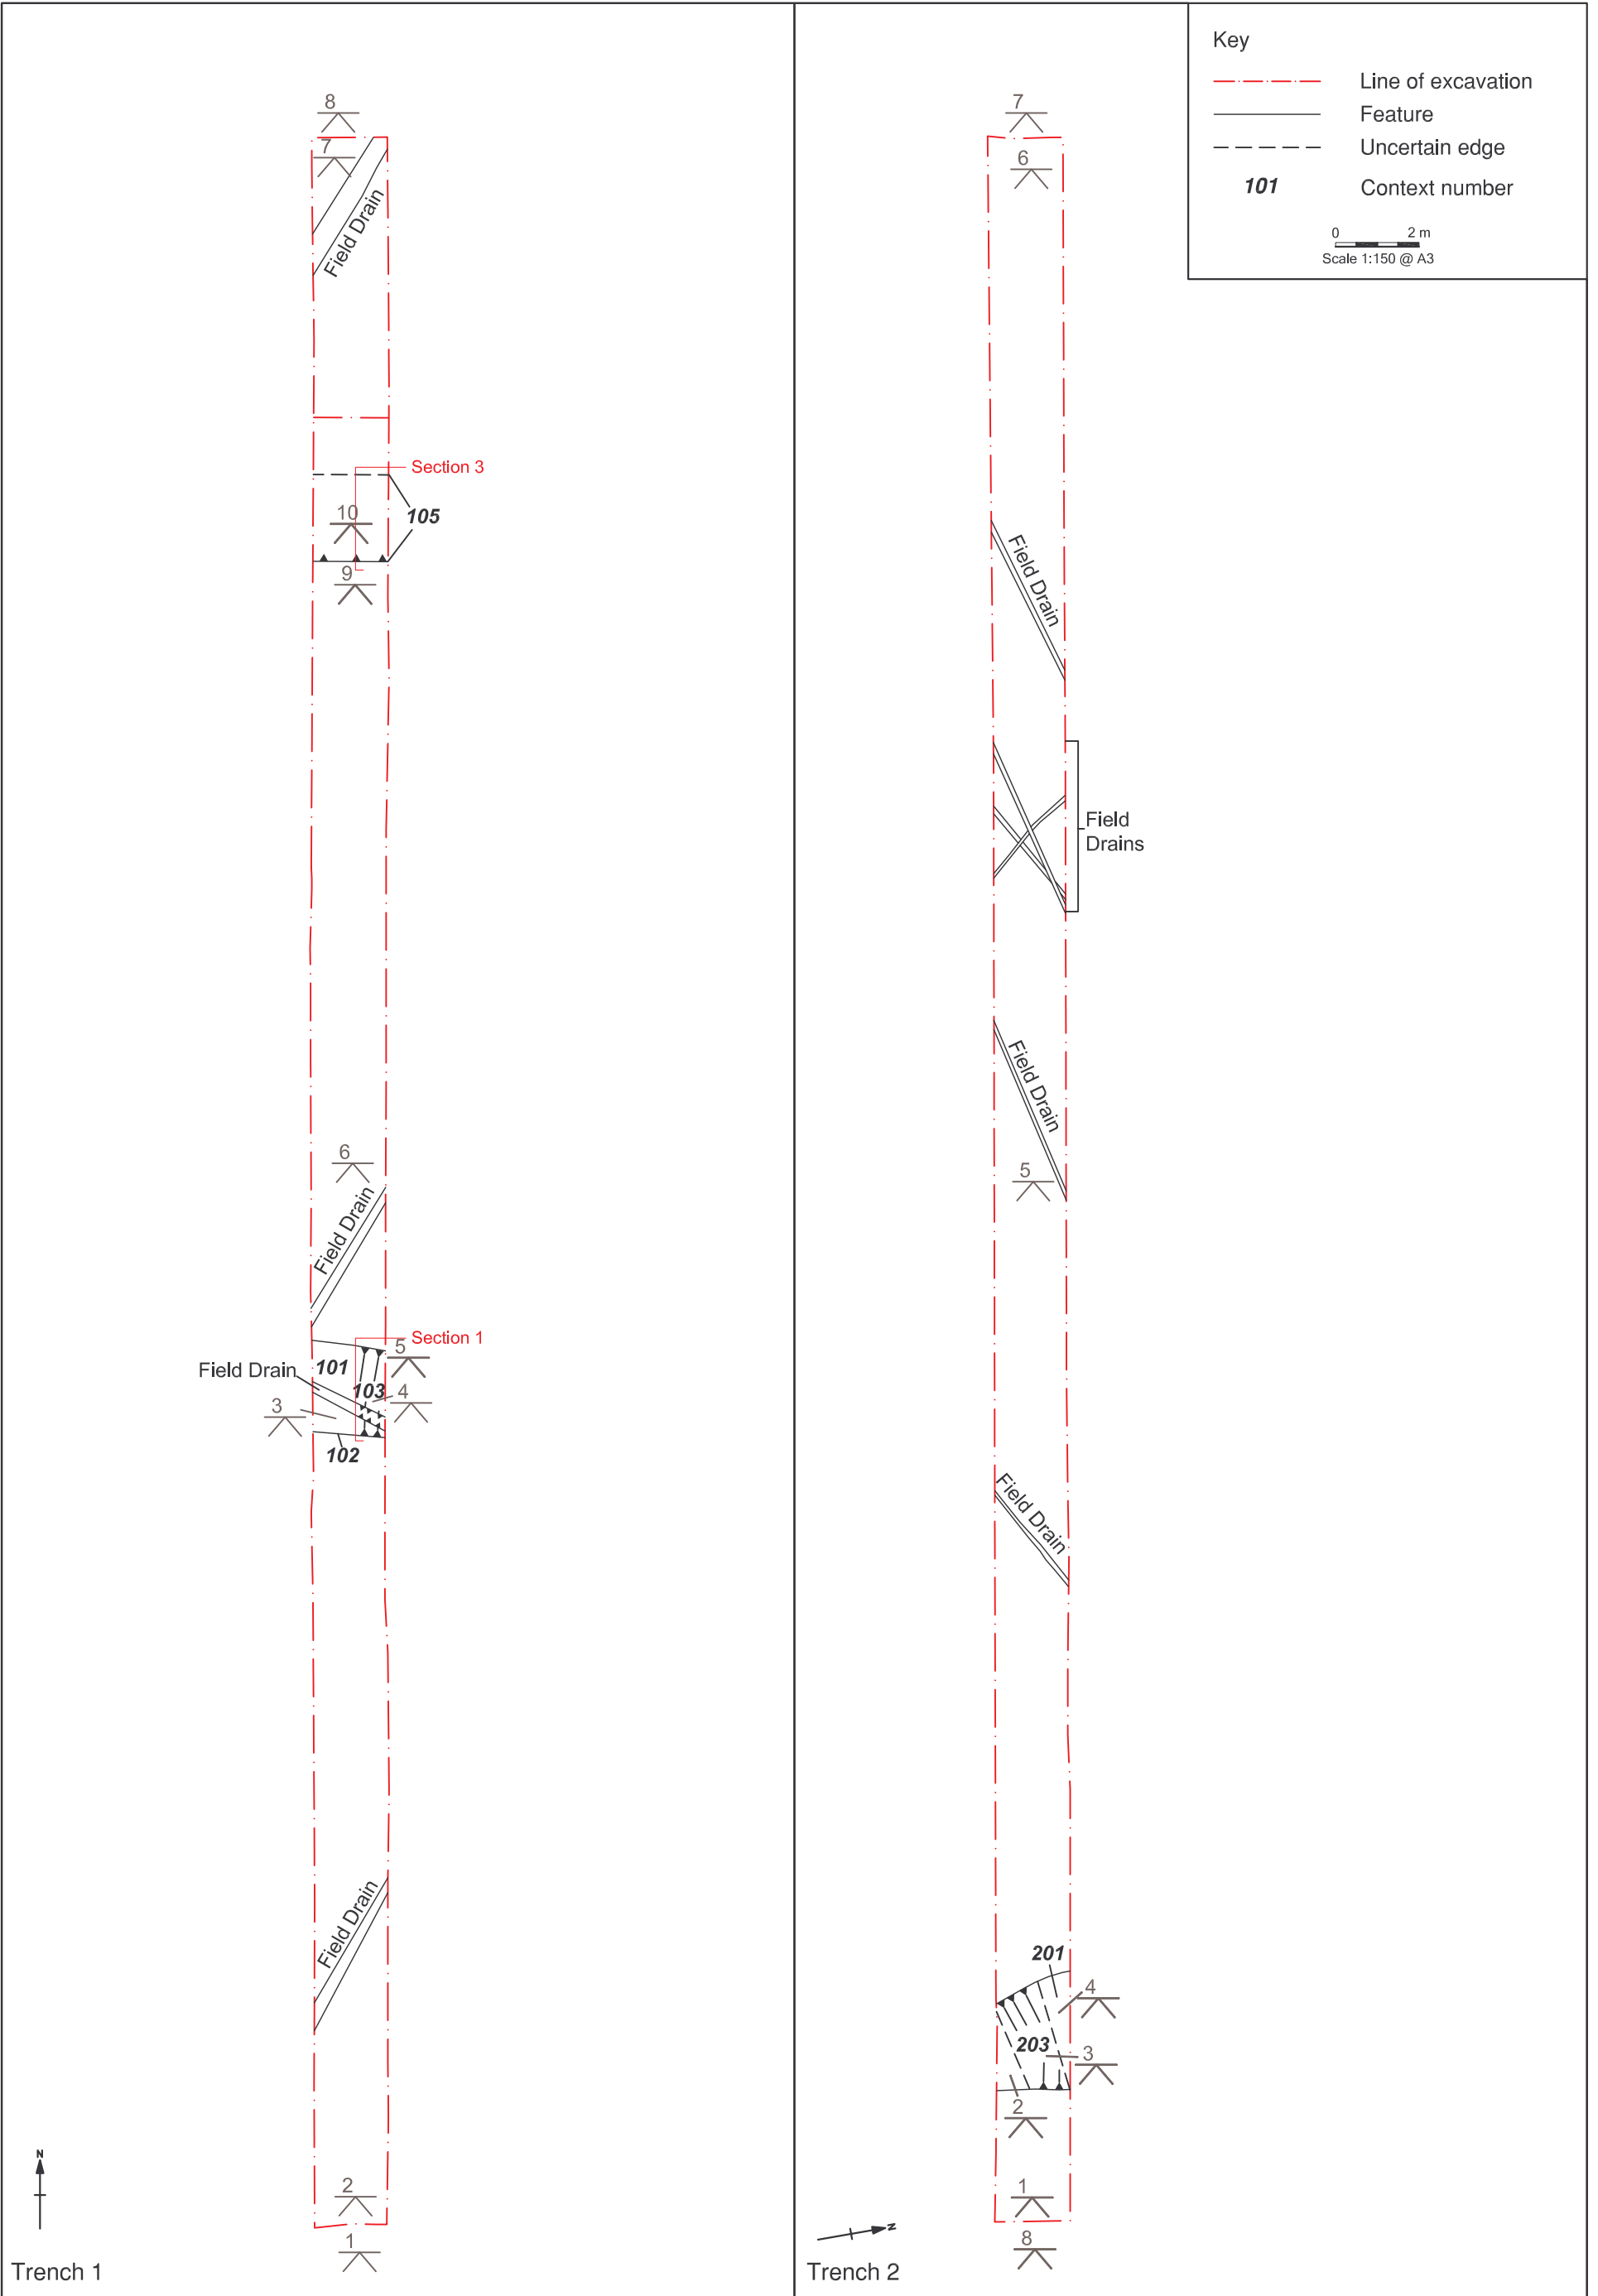 Key
Line of excavation
Feature
Uncertain edge
101 Context number
0 2 m
Scale 1:150 @ A3
8
7
Field Drain
Section 3
10
105
9
6
Field Drain
Section 1
5
101
Field Drain
103
4
3
102
Field Drain
2
1
N
Trench 1
7
6
Field Drain
Field
Drains
Field Drain
5
Field Drain
201
4
203
3
2
1
8
N
Trench 2